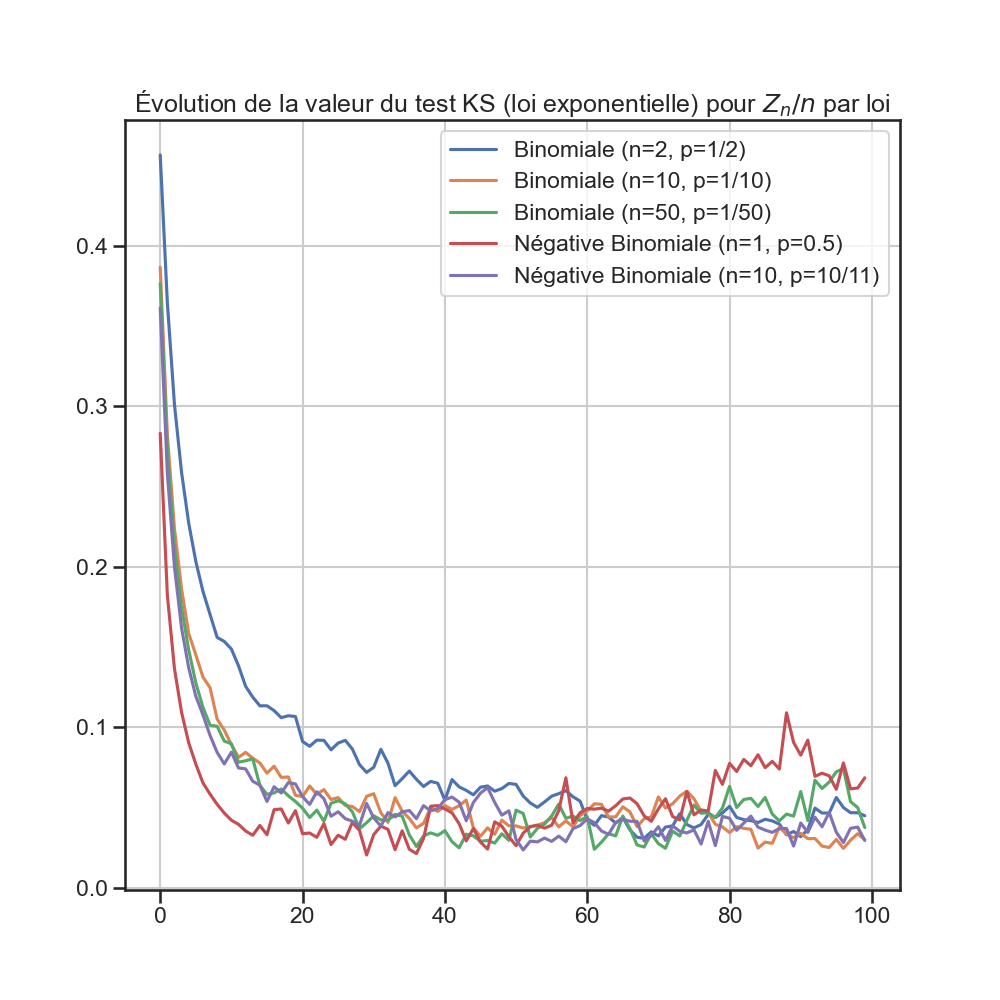 Évolution de la valeur du test KS (loi exponentielle) pour $Z_n/n$ par loi
Binomiale (n=2, p=1/2)
Binomiale (n=10, p=1/10)
Binomiale (n=50, p=1/50)
Négative Binomiale (n=1, p=0.5)
Négative Binomiale (n=10, p=10/11)
0.4
0.3
0.2
0.1
0.0
0 20 40 60 80 100